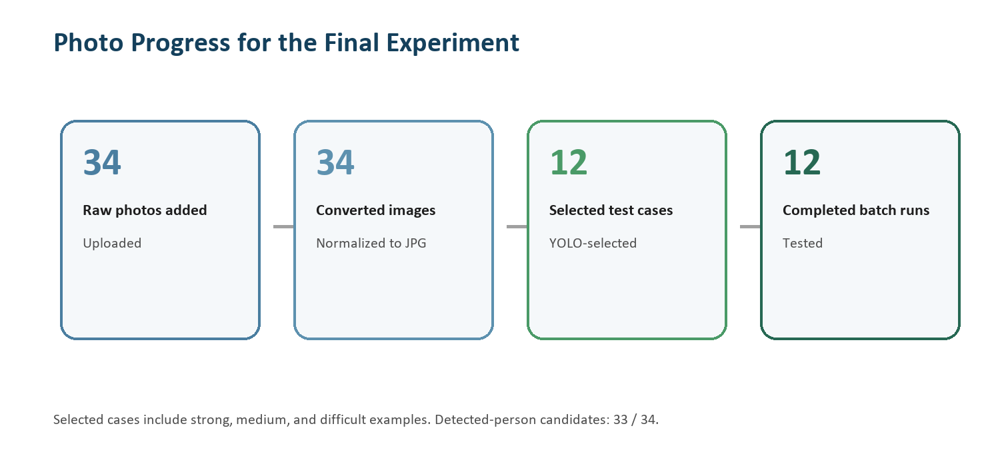 Photo Progress for the Final Experiment
34
Raw photos added
Uploaded
34
Converted images
Normalized to JPG
12
Selected test cases
YOLO-selected
12
Completed batch runs
Tested
Selected cases include strong, medium, and difficult examples. Detected-person candidates: 33 / 34.